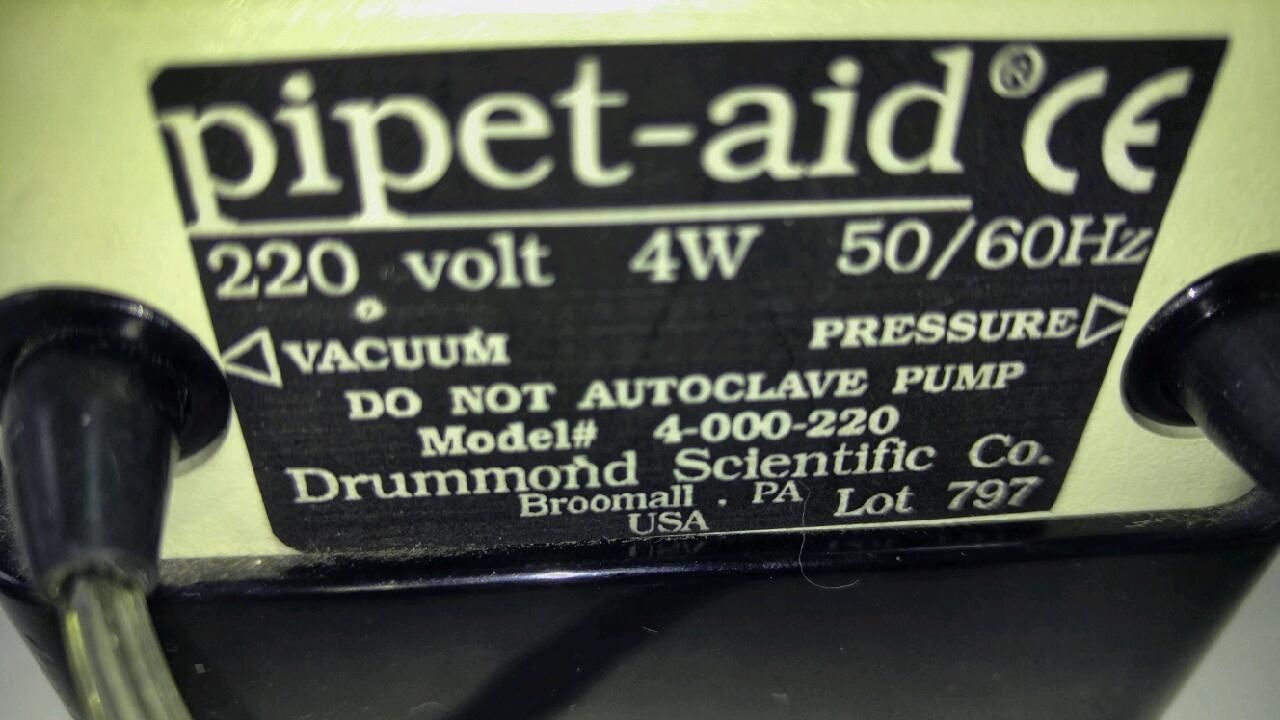 pipet-aid® CE
220 volt 4W 50/60Hz
VACUUM PRESSURE
DO NOT AUTOCLAVE PUMP
Model# 4-000-220
Drummond Scientific Co.
Broomall . PA Lot 797
USA